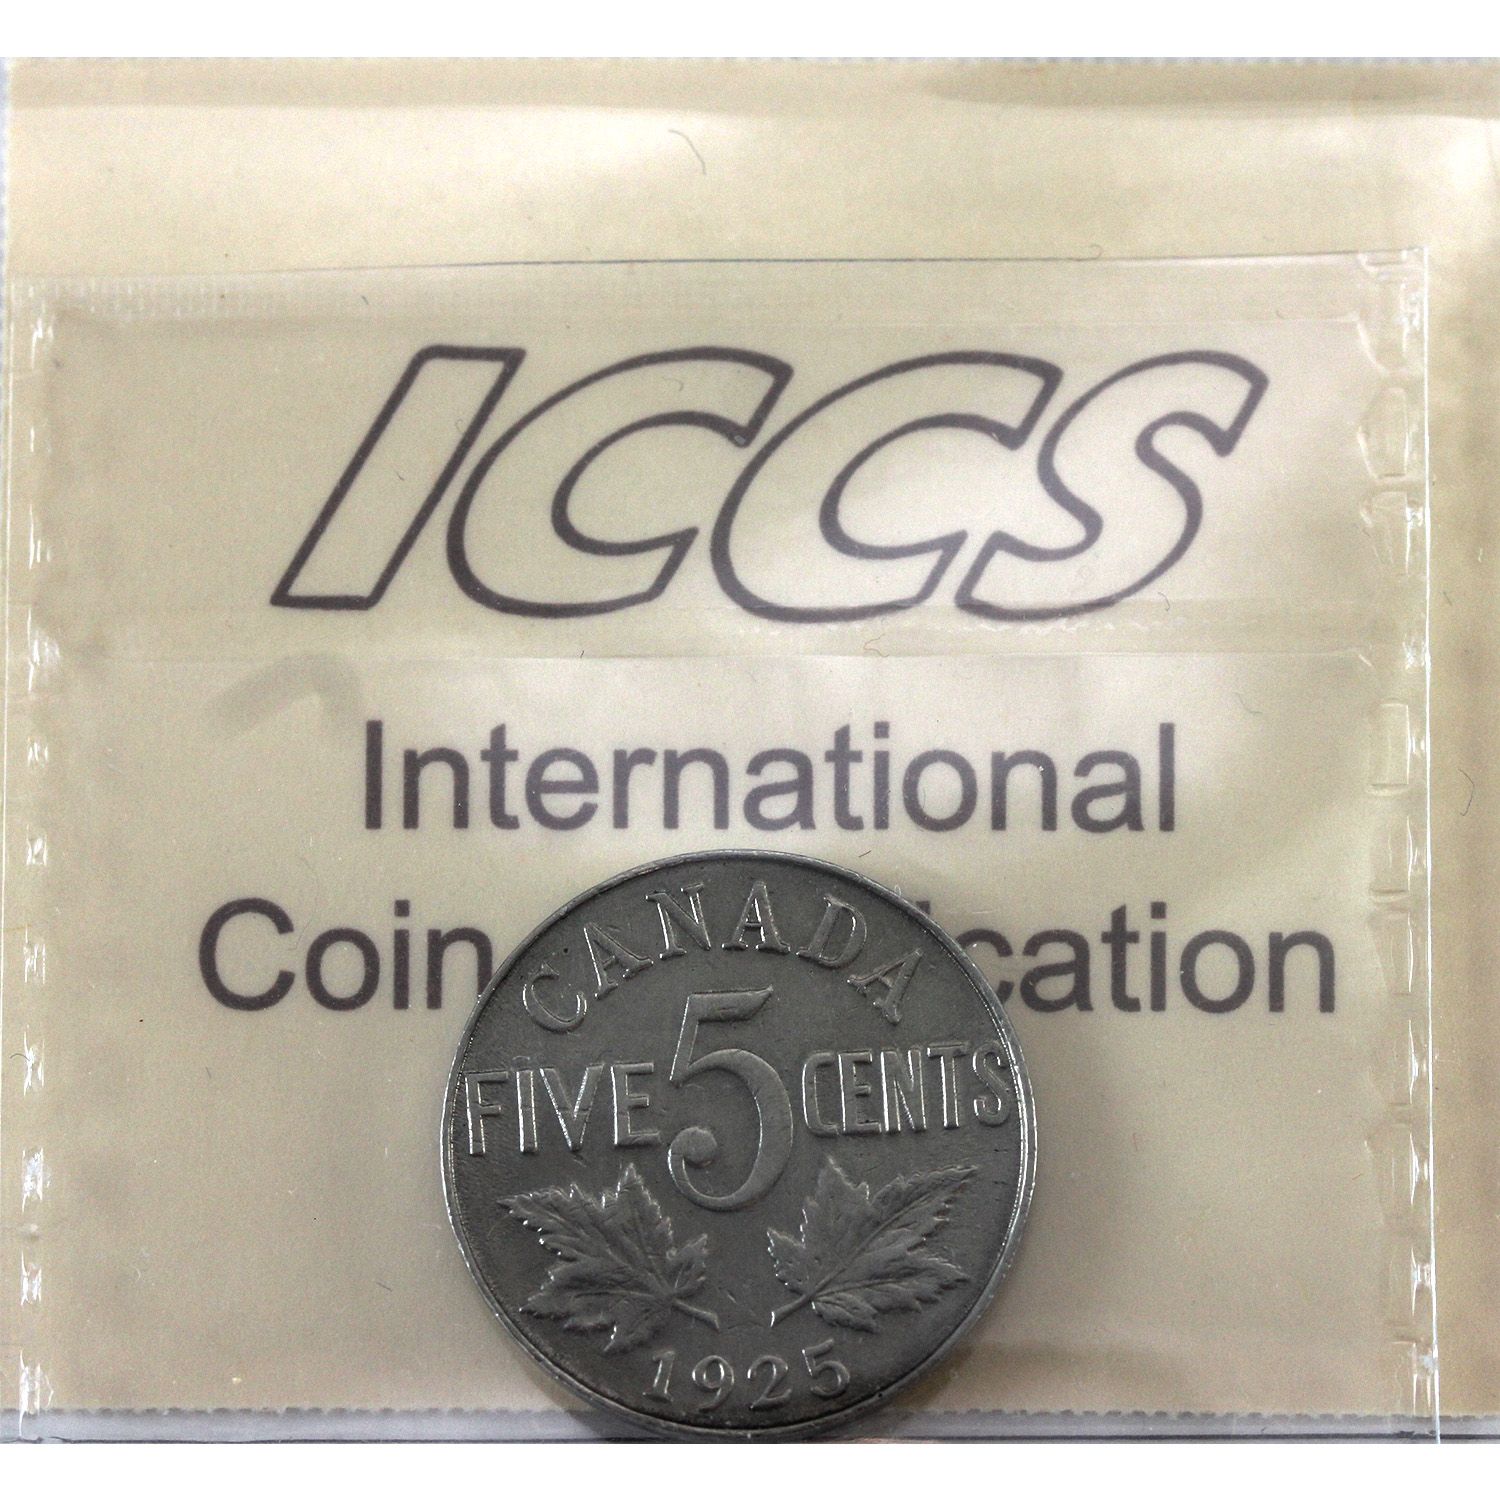 ICCS
International
Coin cation
CANADA
FIVE 5 CENTS
1925